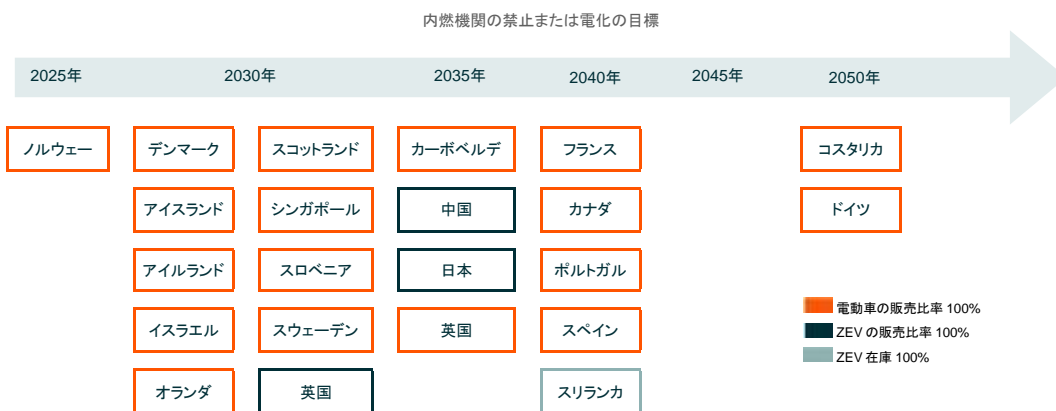 内燃機関の禁止または電化の目標
2025年 2030年 2035年 2040年 2045年 2050年
ノルウェー デンマーク スコットランド カーボベルデ フランス コスタリカ
アイスランド シンガポール 中国 カナダ ドイツ
アイルランド スロベニア 日本 ポルトガル
イスラエル スウェーデン 英国 スペイン
オランダ 英国 スリランカ
電動車の販売比率 100%
ZEV の販売比率 100%
ZEV 在庫 100%